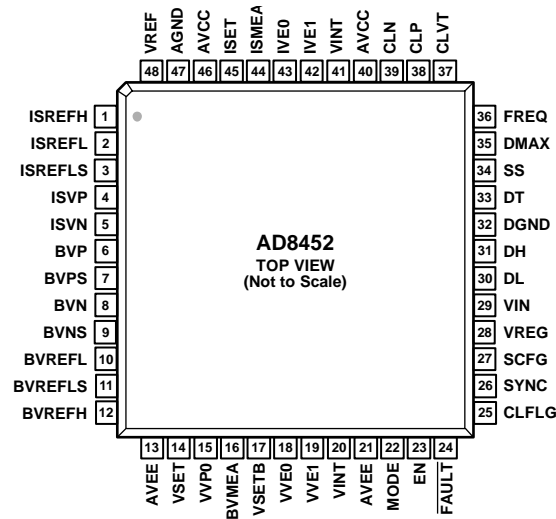 VREF
AGND
AVCC
ISET
ISMEA
IVE0
IVE1
VINT
AVCC
CLN
CLP
CLVT
48
47
46
45
44
43
42
41
40
39
38
37
ISREFH 1
ISREFL 2
ISREFLS 3
ISVP 4
ISVN 5
BVP 6
BVPS 7
BVN 8
BVNS 9
BVREFL 10
BVREFLS 11
BVREFH 12
AD8452
TOP VIEW
(Not to Scale)
36 FREQ
35 DMAX
34 SS
33 DT
32 DGND
31 DH
30 DL
29 VIN
28 VREG
27 SCFG
26 SYNC
25 CLFLG
13
14
15
16
17
18
19
20
21
22
23
24
AVEE
VSET
VVP0
BVMEA
VSETB
VVE0
VVE1
VINT
AVEE
MODE
EN
FAULT